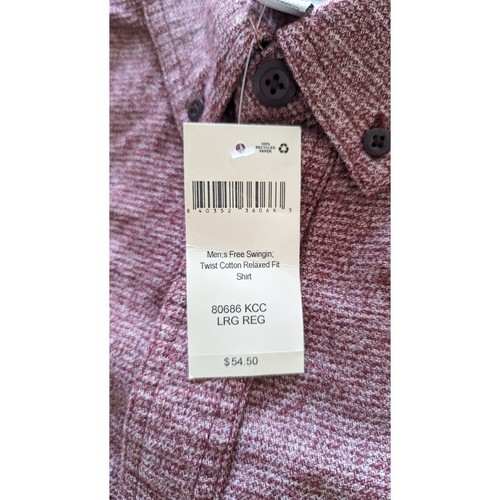 100%
RECYCLED
PAPER
8 40352 36066 3
Men;s Free Swingin;
Twist Cotton Relaxed Fit
Shirt
80686 KCC
LRG REG
$54.50